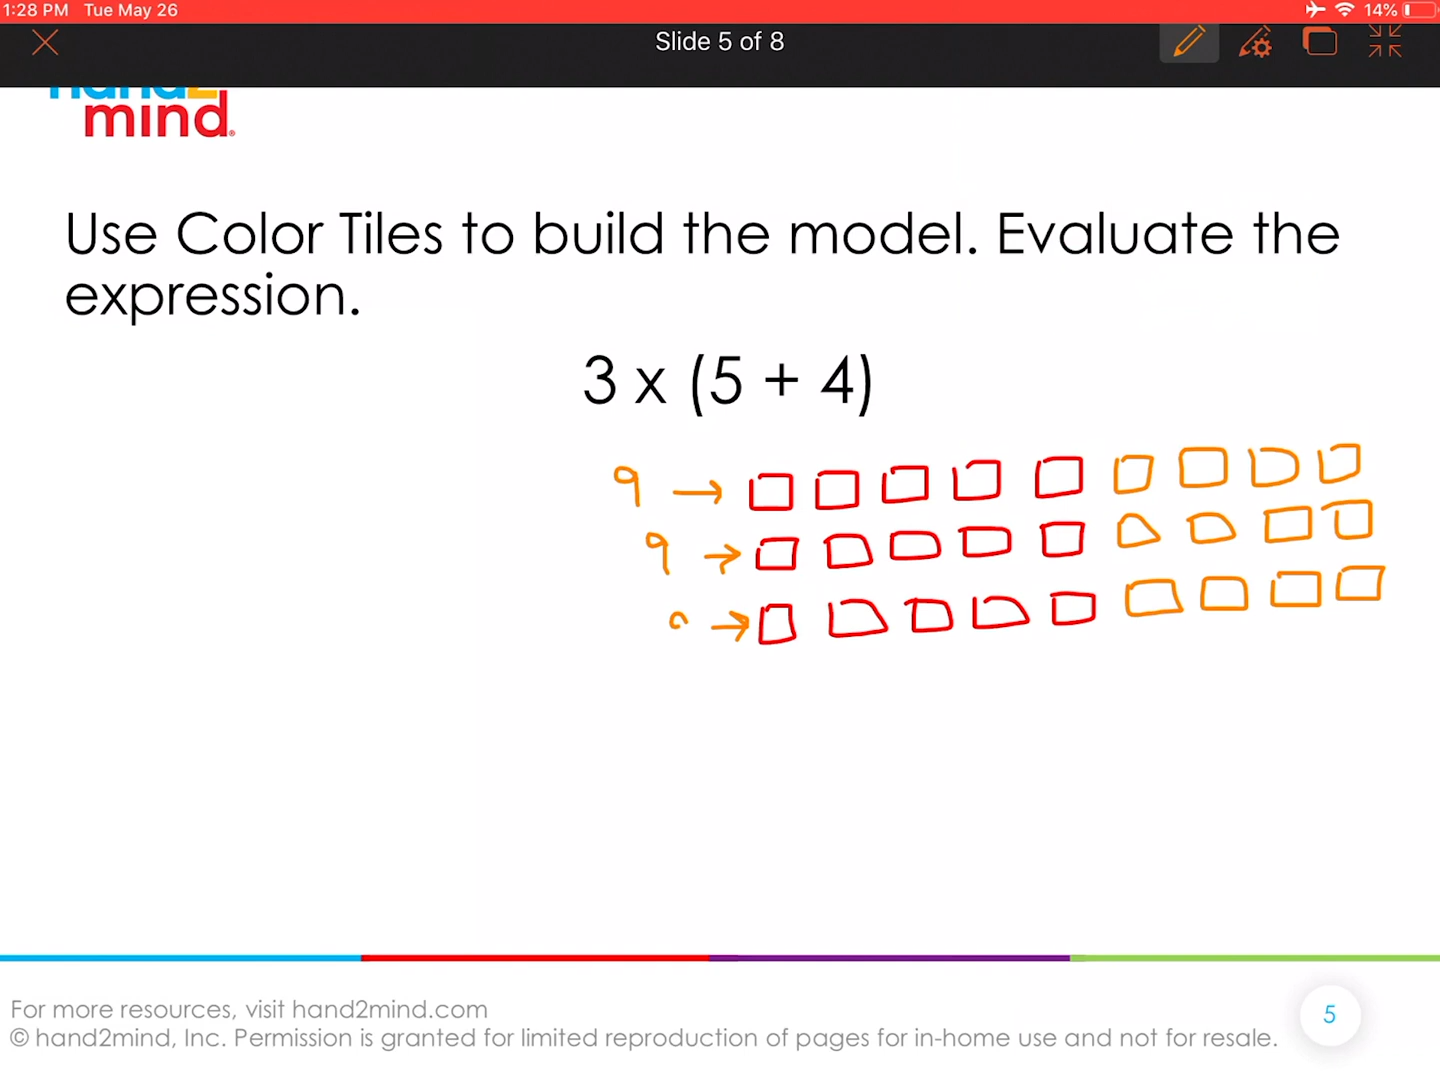 1:28 PM Tue May 26
14%
Slide 5 of 8
hand2
mind®
Use Color Tiles to build the model. Evaluate the
expression.
3 x (5 + 4)
9 →
9 →
→
For more resources, visit hand2mind.com
© hand2mind, Inc. Permission is granted for limited reproduction of pages for in-home use and not for resale.
5